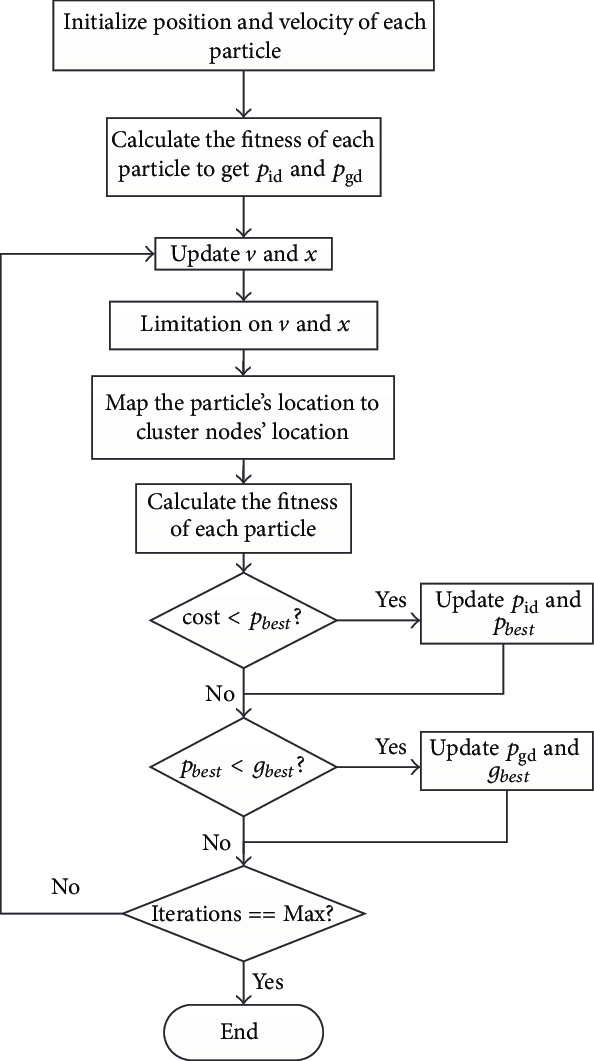 Initialize position and velocity of each
particle
Calculate the fitness of each
particle to get p_id and p_gd
Update v and x
Limitation on v and x
Map the particle's location to
cluster nodes' location
Calculate the fitness
of each particle
cost < p_best?
Yes
Update p_id and
p_best
No
p_best < g_best?
Yes
Update p_gd and
g_best
No
Iterations == Max?
No
Yes
End